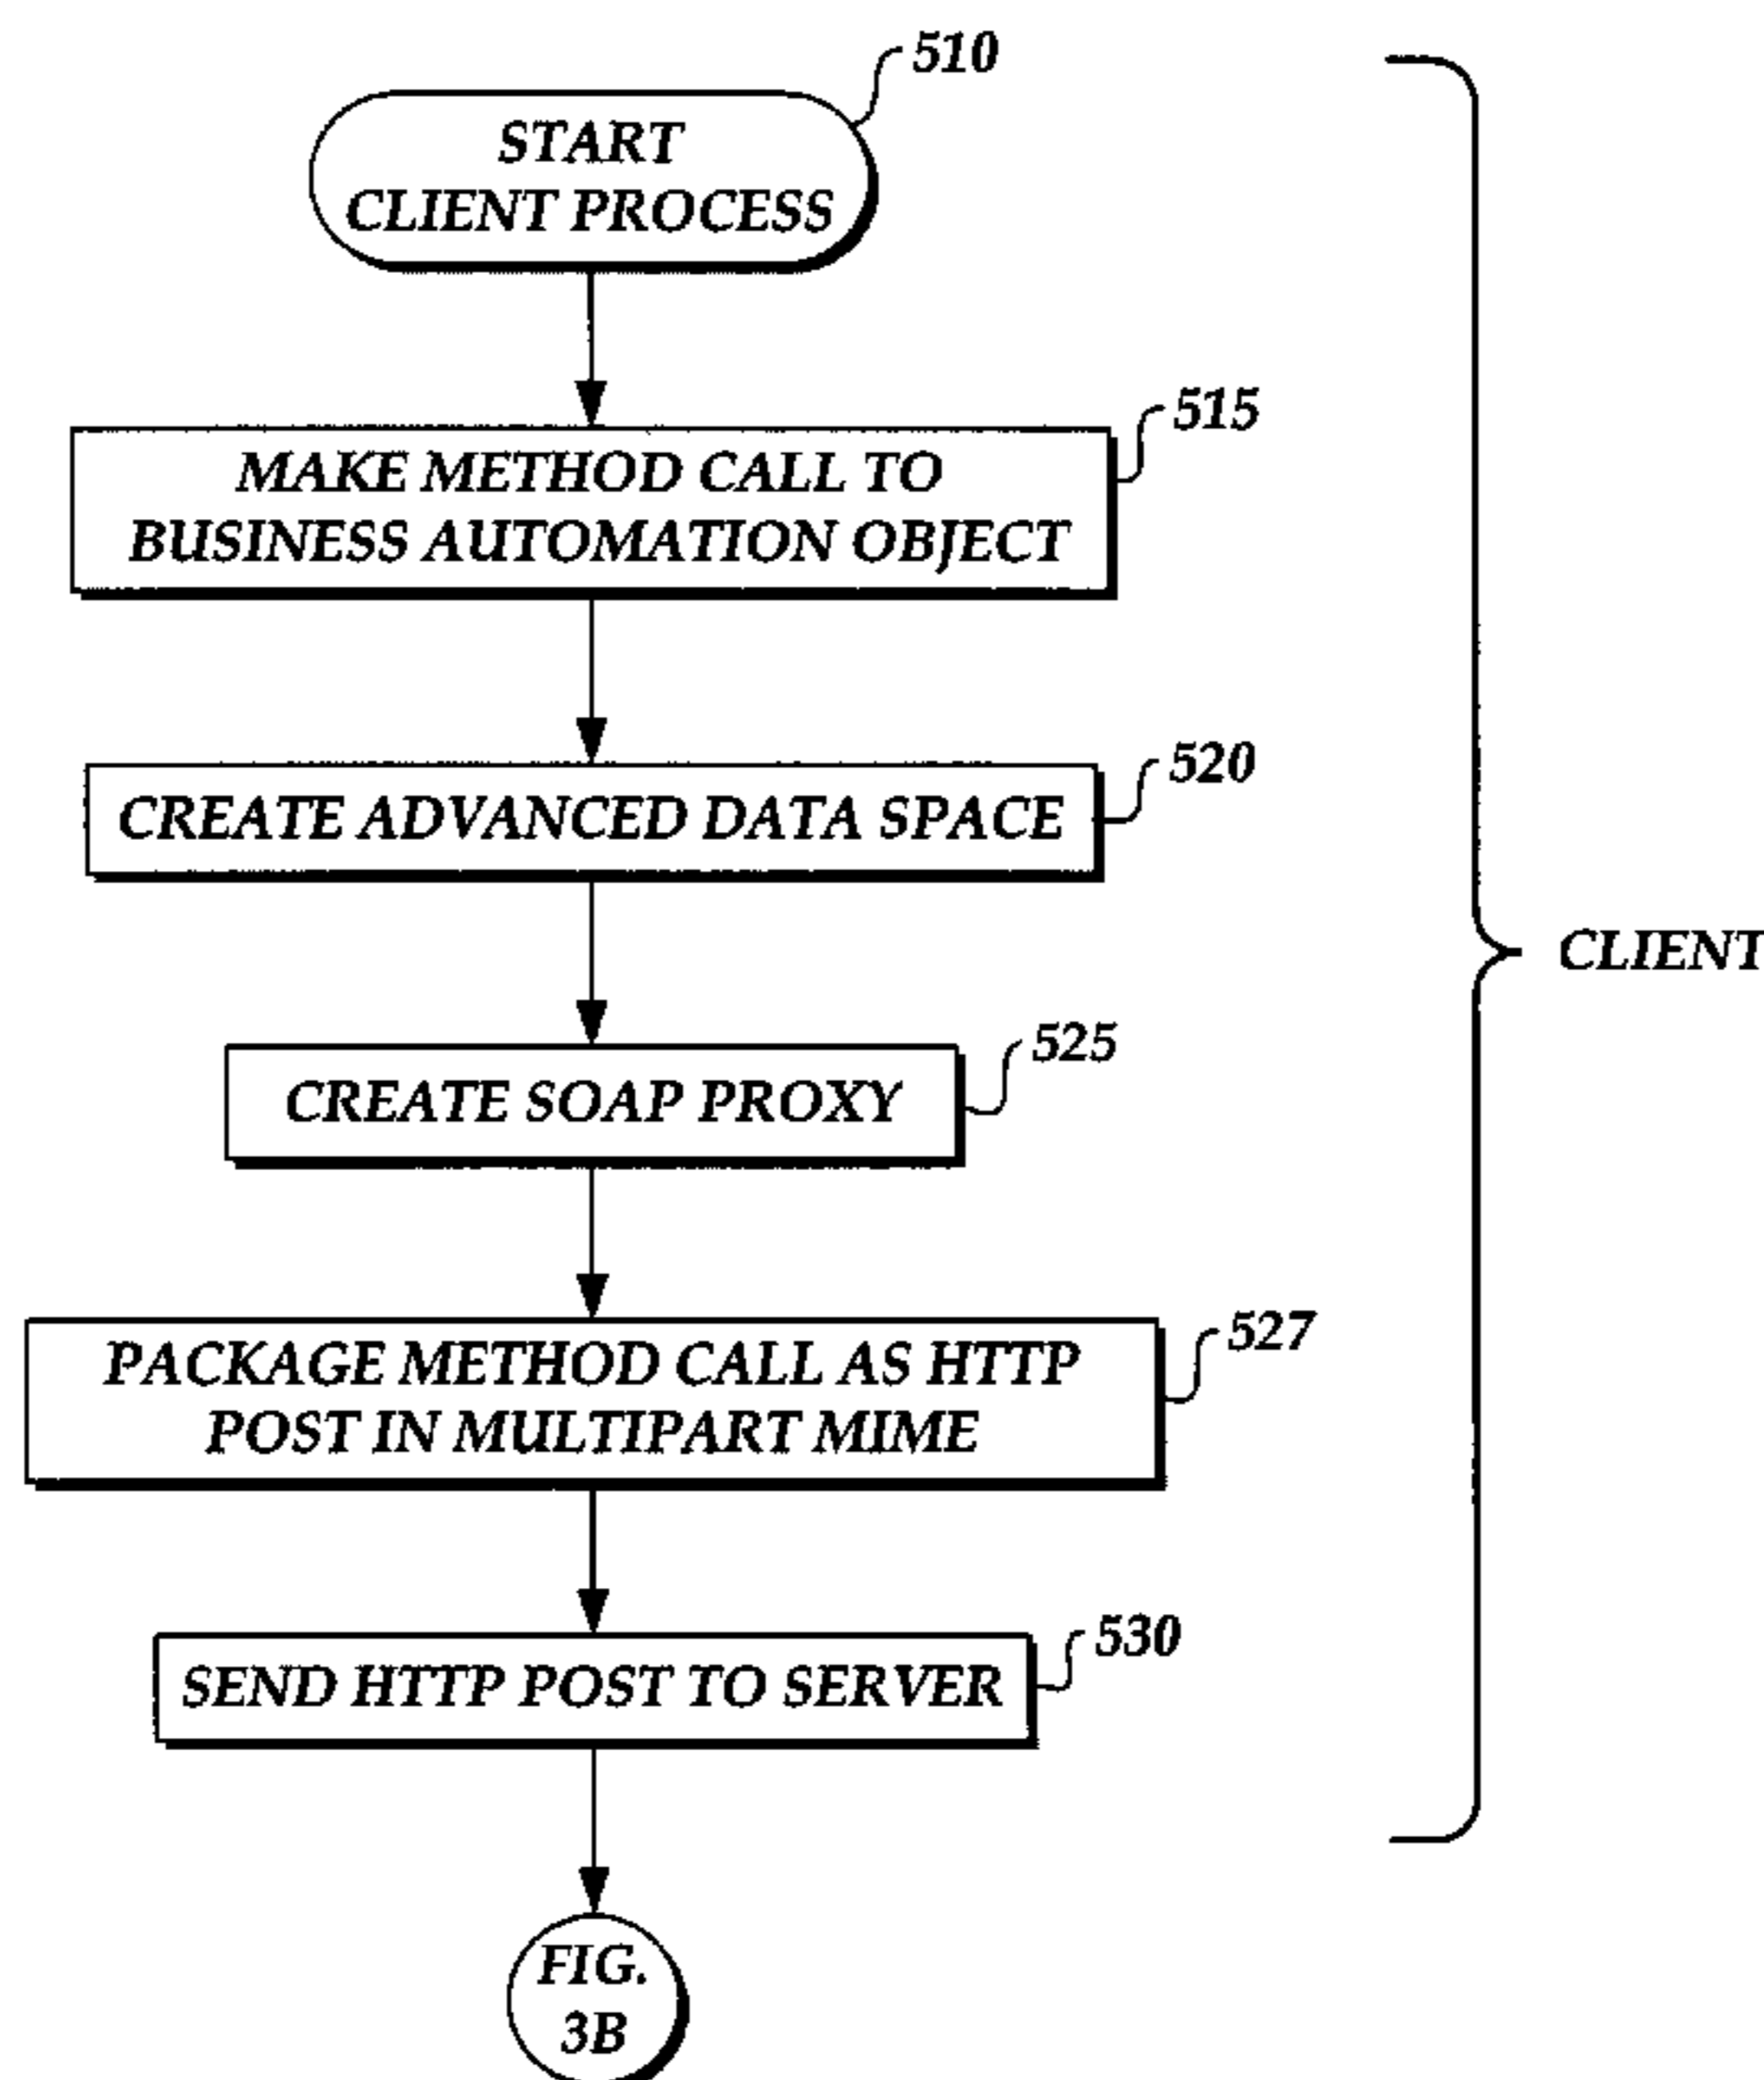 510
START
CLIENT PROCESS
515
MAKE METHOD CALL TO
BUSINESS AUTOMATION OBJECT
520
CREATE ADVANCED DATA SPACE
CLIENT
525
CREATE SOAP PROXY
527
PACKAGE METHOD CALL AS HTTP
POST IN MULTIPART MIME
530
SEND HTTP POST TO SERVER
FIG.
3B